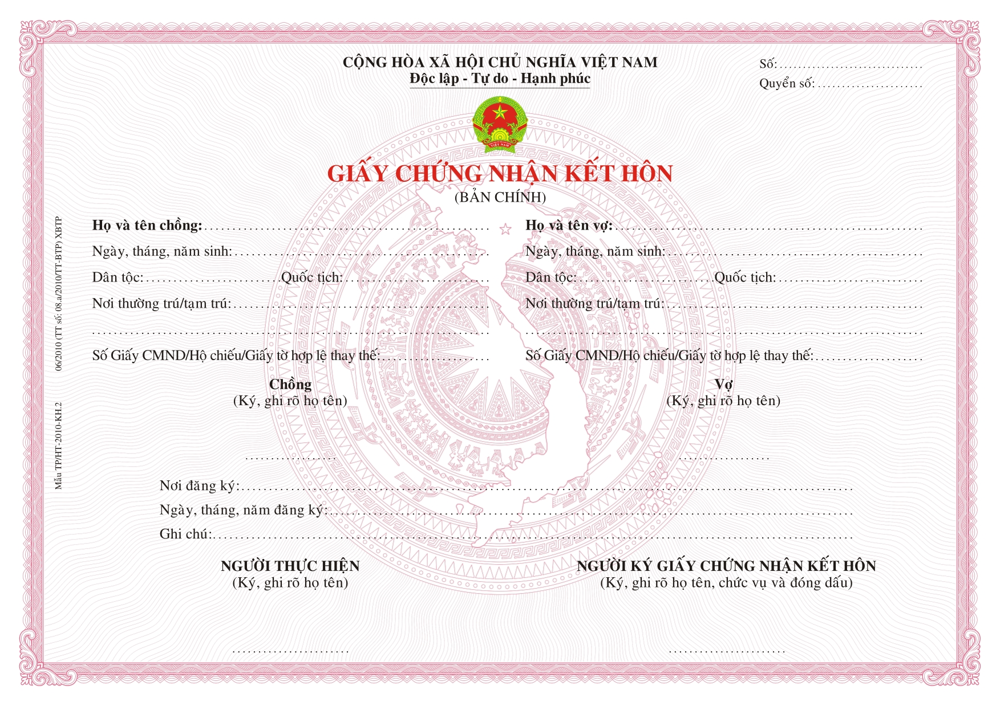 CỘNG HÒA XÃ HỘI CHỦ NGHĨA VIỆT NAM
Độc lập - Tự do - Hạnh phúc
Số:..............................
Quyển số:......................
VIỆT NAM
GIẤY CHỨNG NHẬN KẾT HÔN
(BẢN CHÍNH)
Họ và tên chồng:....................................................
Ngày, tháng, năm sinh:...............................................
Dân tộc:.........................Quốc tịch:..........................
Nơi thường trú/tạm trú:...............................................
.........................................................................
Số Giấy CMND/Hộ chiếu/Giấy tờ hợp lệ thay thế:....................
Chồng
(Ký, ghi rõ họ tên)
..................
Họ và tên vợ:........................................................
Ngày, tháng, năm sinh:...............................................
Dân tộc:.........................Quốc tịch:..........................
Nơi thường trú/tạm trú:...............................................
.........................................................................
Số Giấy CMND/Hộ chiếu/Giấy tờ hợp lệ thay thế:....................
Vợ
(Ký, ghi rõ họ tên)
..................
Nơi đăng ký:................................................................................................................
Ngày, tháng, năm đăng ký:................................................................................................
Ghi chú:.....................................................................................................................
NGƯỜI THỰC HIỆN
(Ký, ghi rõ họ tên)
.......................
NGƯỜI KÝ GIẤY CHỨNG NHẬN KẾT HÔN
(Ký, ghi rõ họ tên, chức vụ và đóng dấu)
.......................
Mẫu TP/HT-2010-KH.2 06/2010 (TT số: 08.a/2010/TT-BTP) XBTP